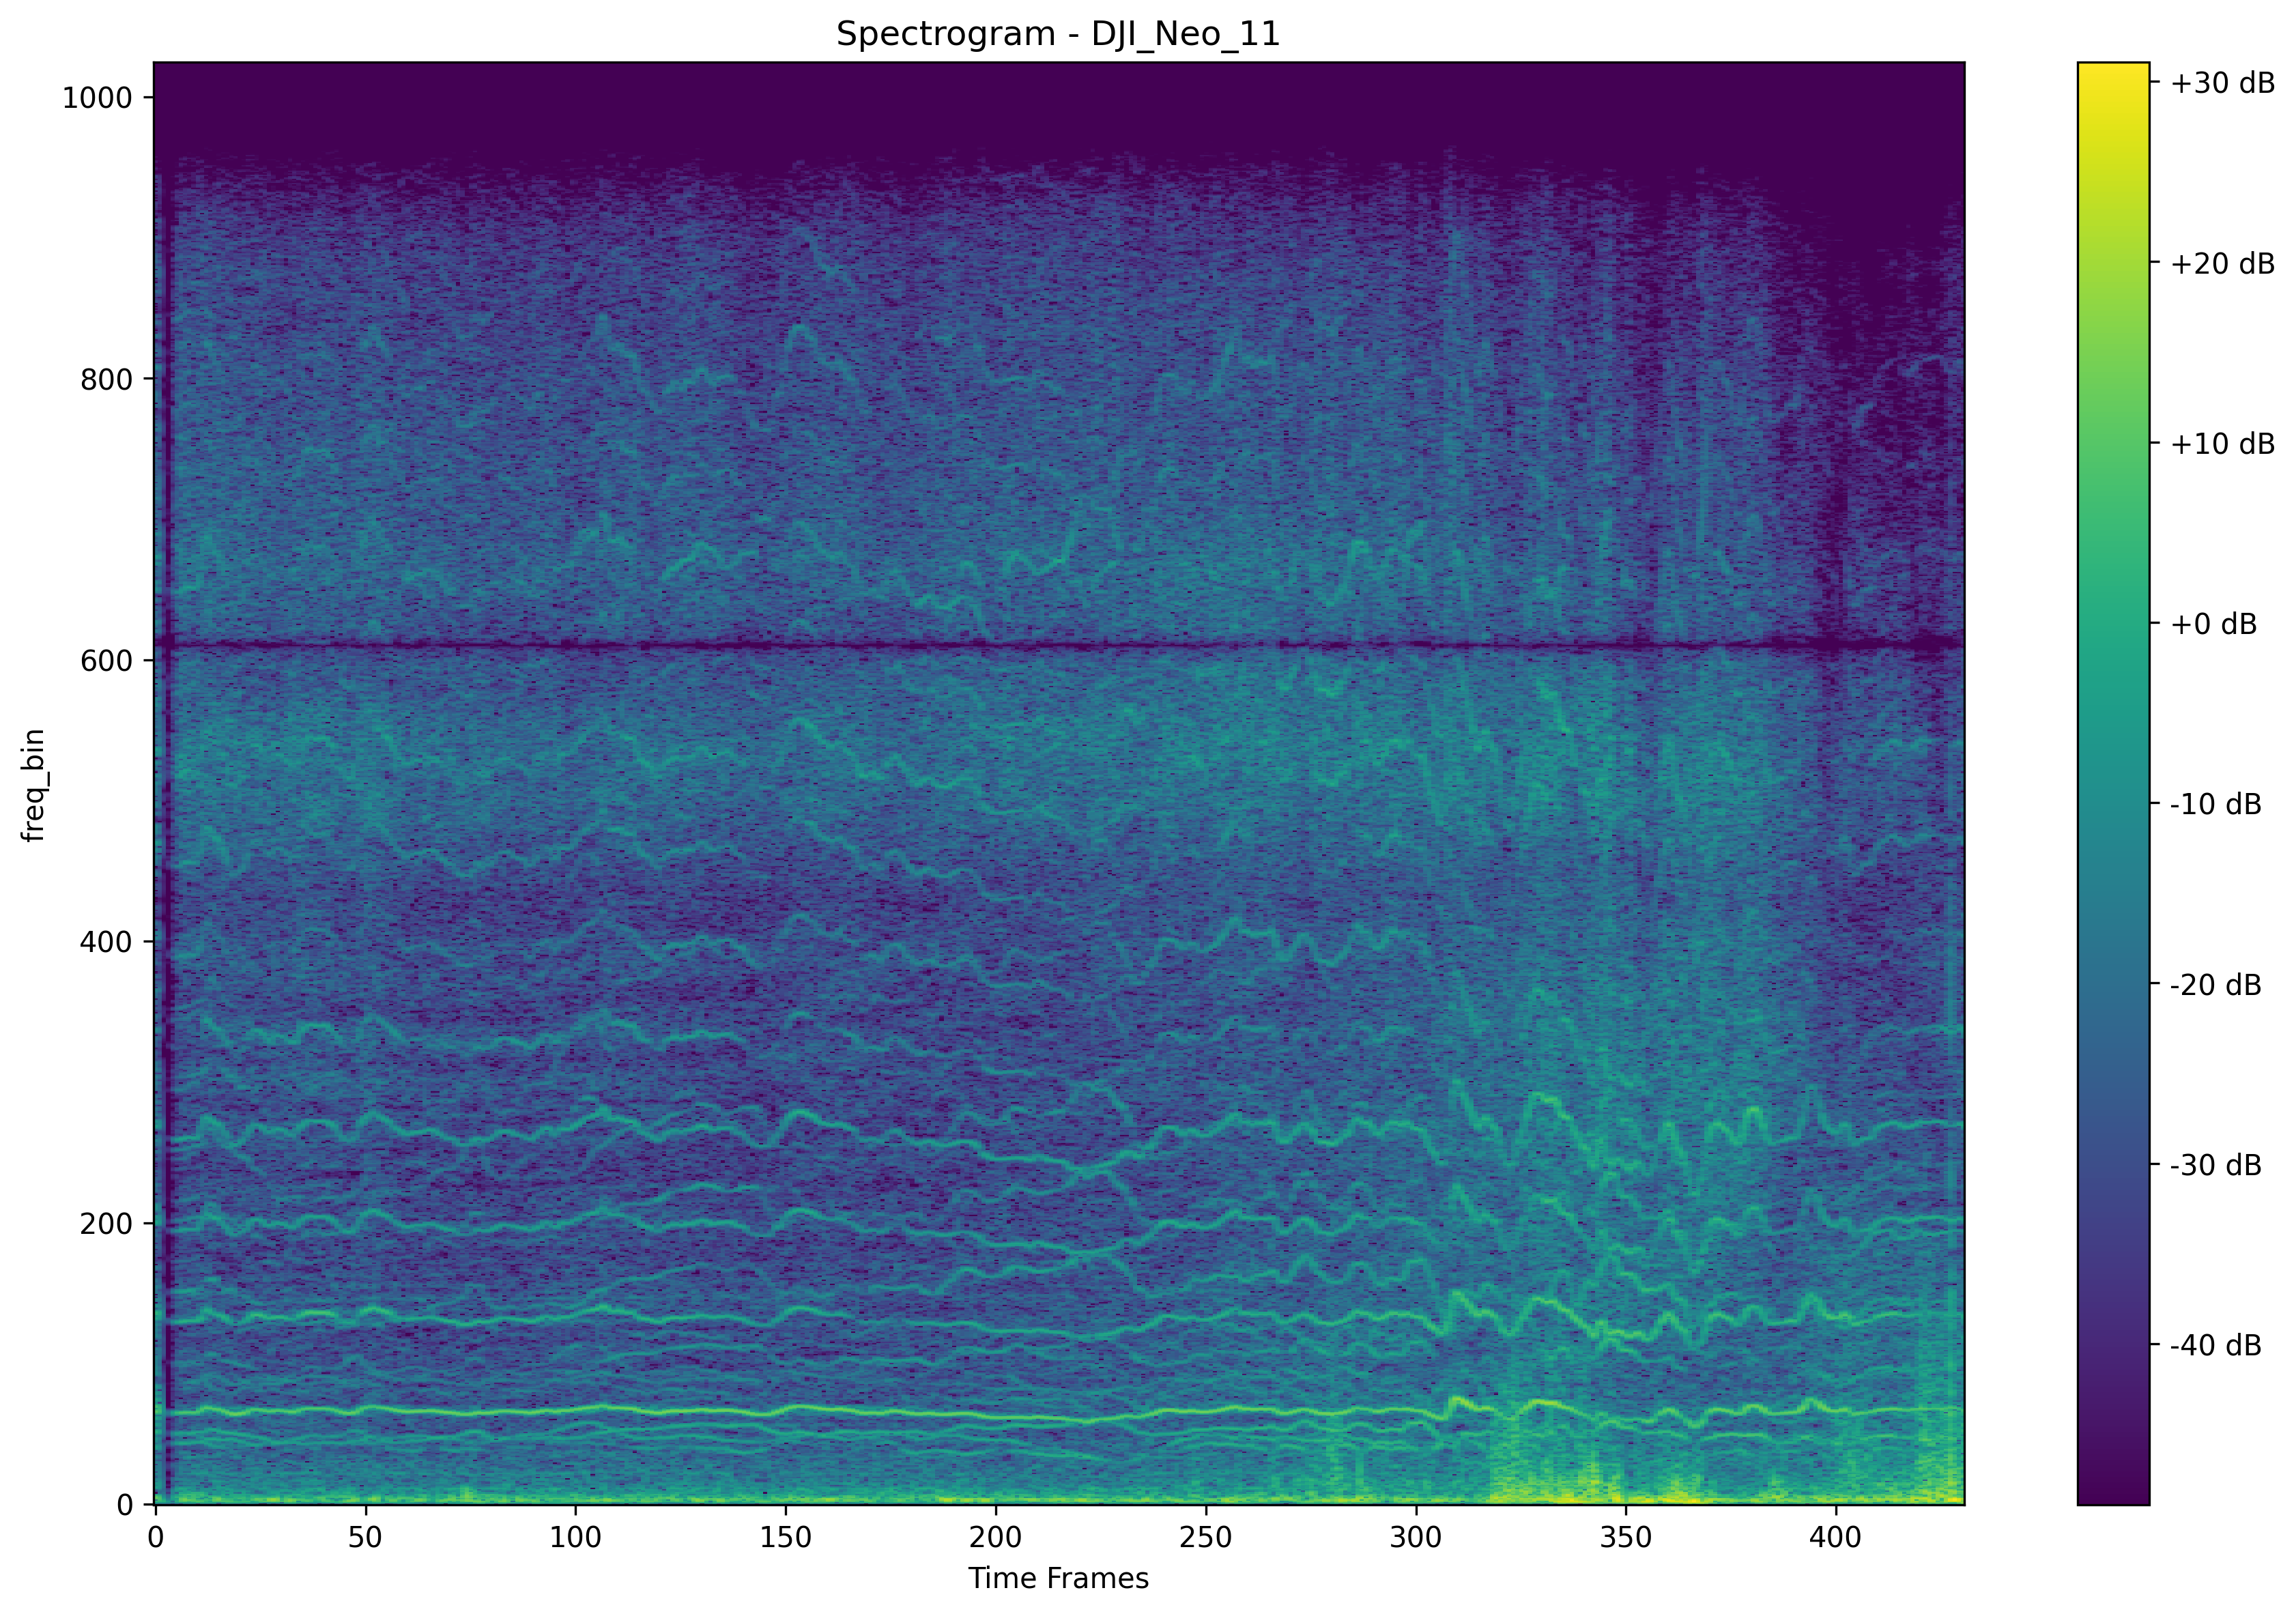 Spectrogram - DJI_Neo_11
1000
800
600
400
200
0
freq_bin
0 50 100 150 200 250 300 350 400
Time Frames
+30 dB
+20 dB
+10 dB
+0 dB
-10 dB
-20 dB
-30 dB
-40 dB